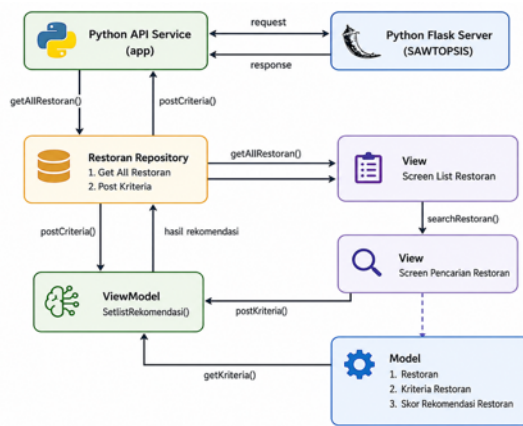 Python API Service
(app)
request
response
Python Flask Server
(SAWTOPSIS)
getAllRestoran()
postCriteria()
Restoran Repository
1. Get All Restoran
2. Post Kriteria
getAllRestoran()
View
Screen List Restoran
searchRestoran()
postCriteria()
hasil rekomendasi
View
Screen Pencarian Restoran
ViewModel
SetlistRekomendasi()
postKriteria()
getKriteria()
Model
1. Restoran
2. Kriteria Restoran
3. Skor Rekomendasi Restoran